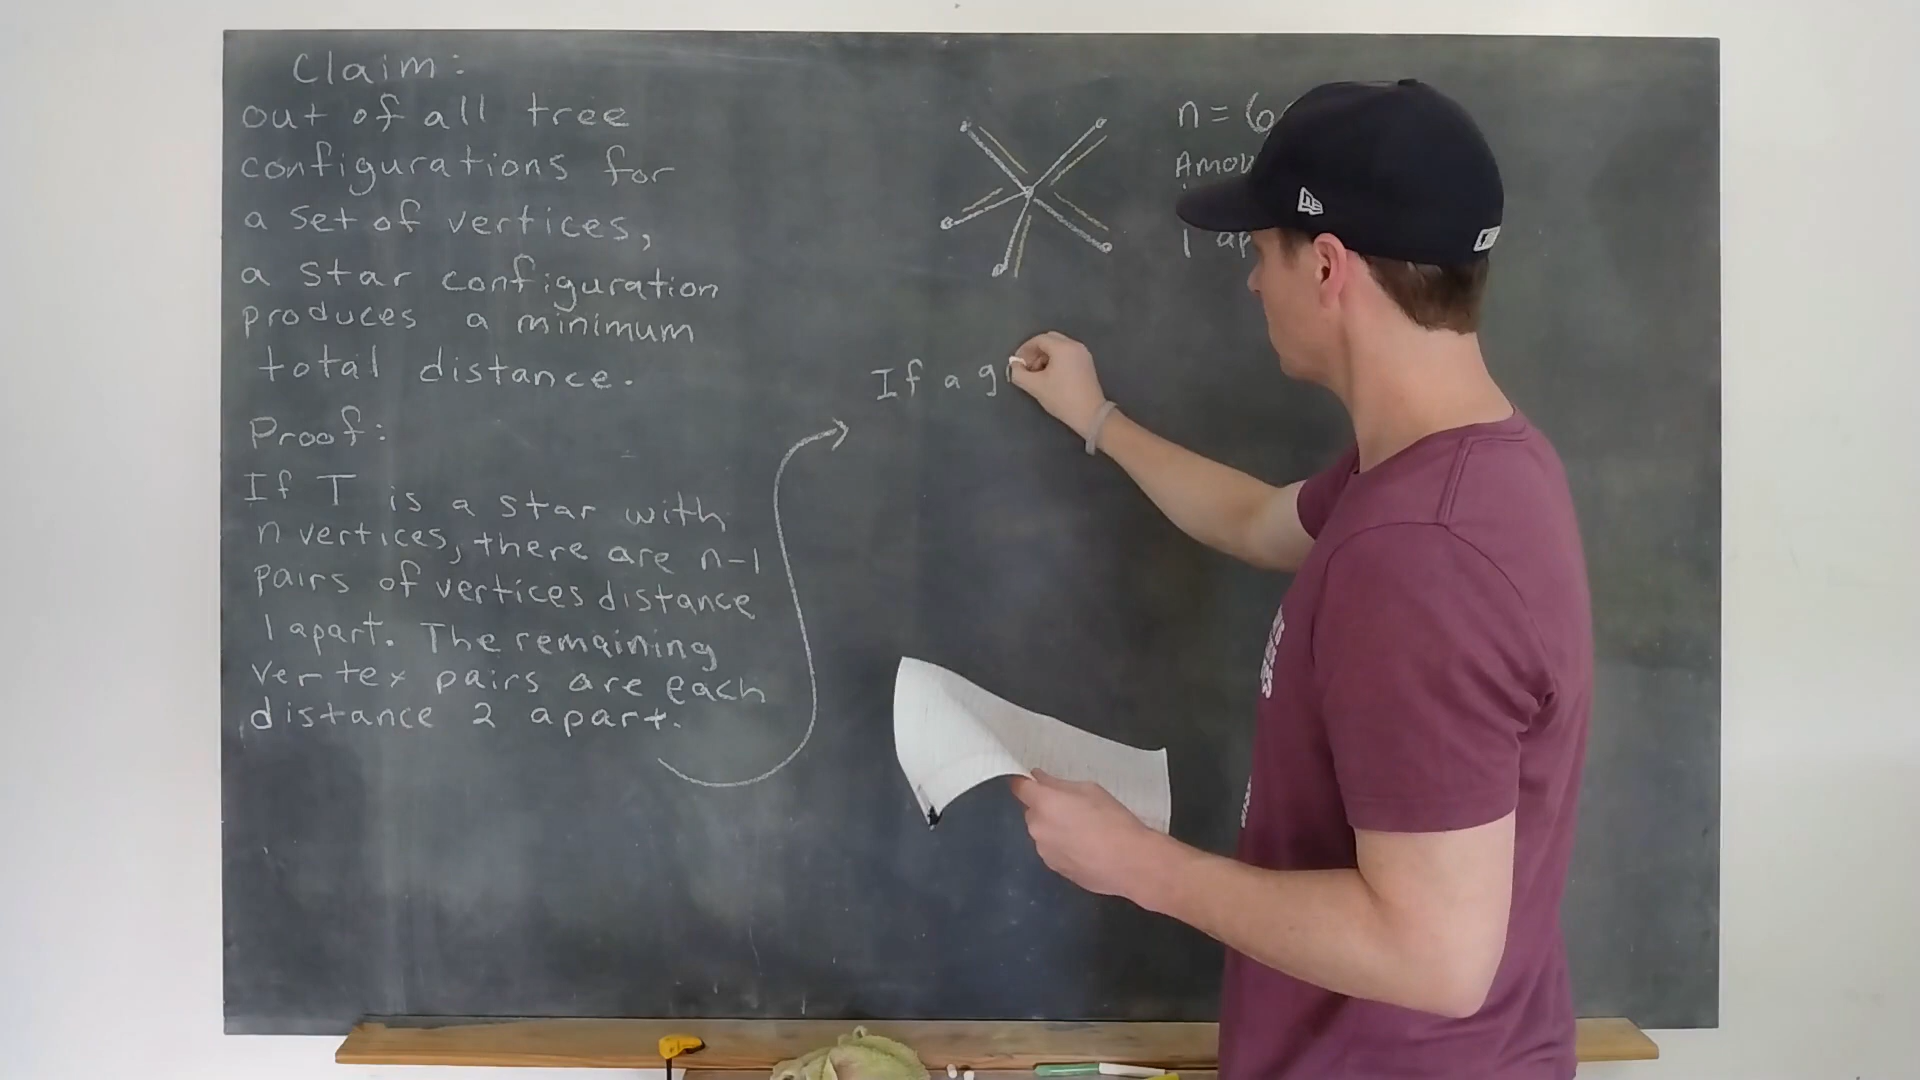 Claim:
out of all tree
configurations for
a set of vertices,
a star configuration
produces a minimum
total distance.
Proof:
If T is a star with
n vertices, there are n-1
pairs of vertices distance
1 apart. The remaining
vertex pairs are each
distance 2 apart.
n = 6
If a g